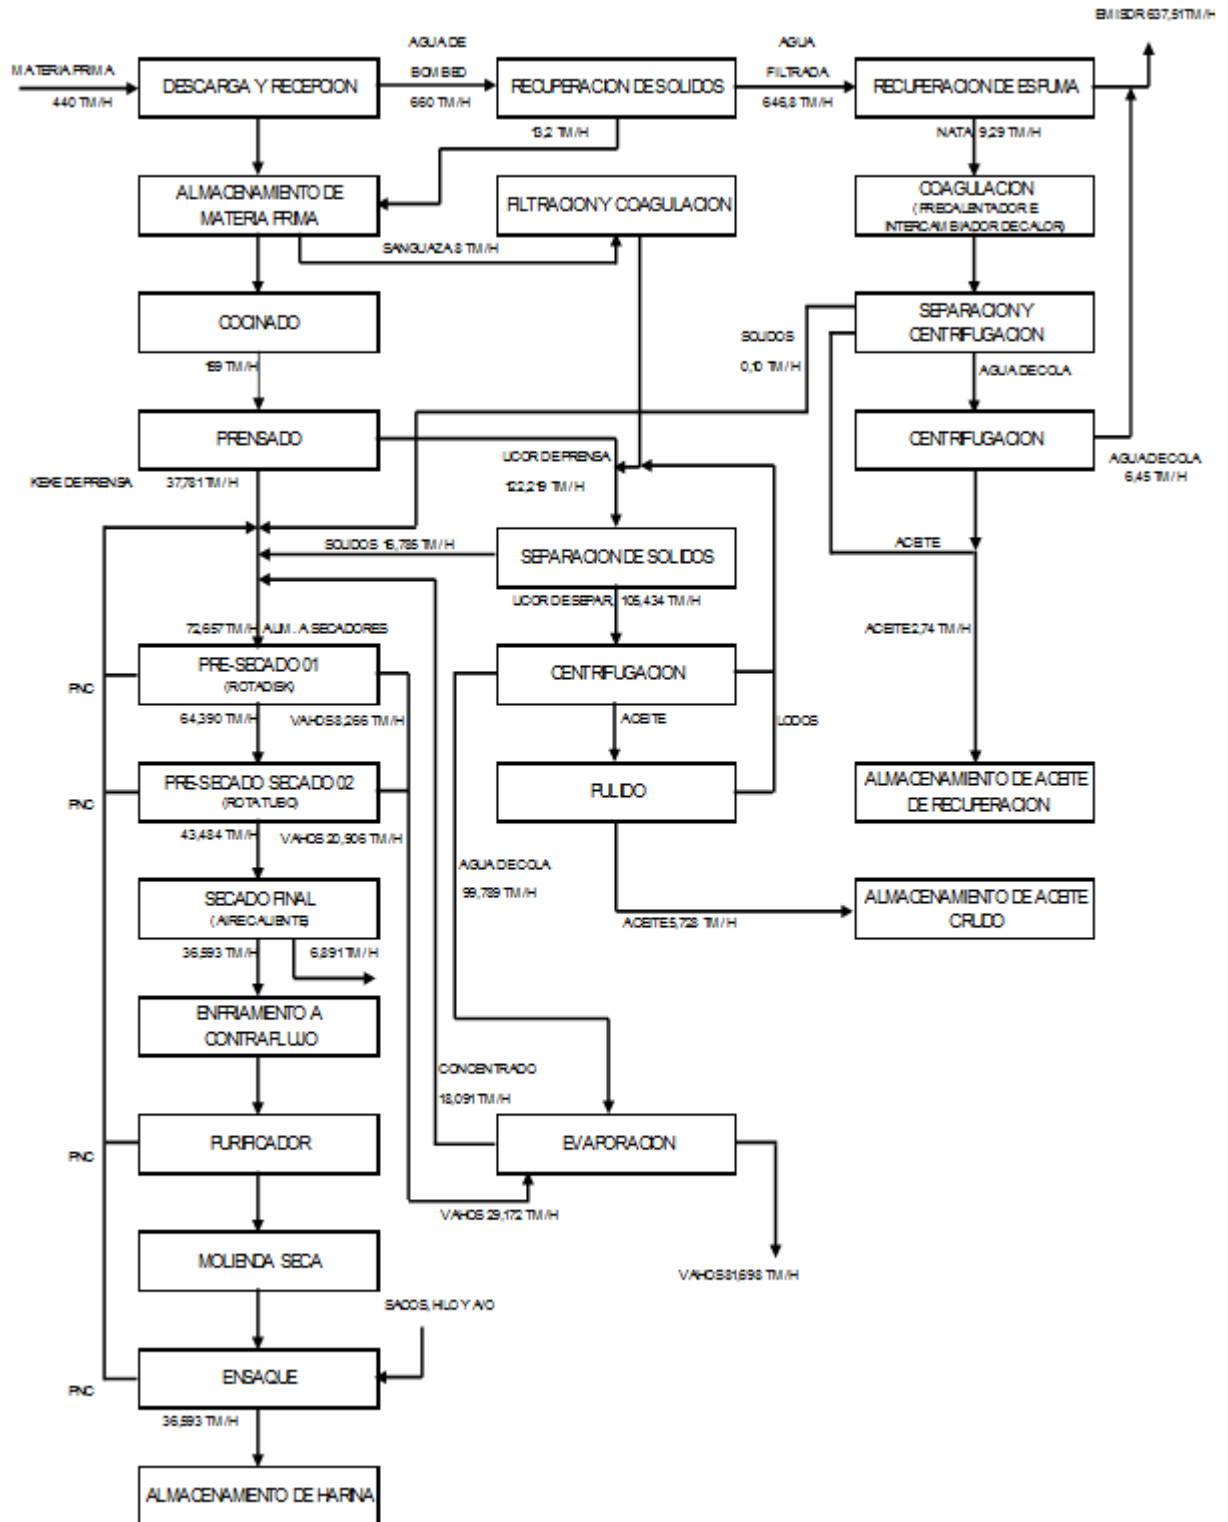 EMISOR 637,51 TM/H
MATERIA PRIMA
440 TM/H
DESCARGA Y RECEPCION
AGUA DE
BOMBEO
660 TM/H
RECUPERACION DE SOLIDOS
AGUA
FILTRADA
646,8 TM/H
RECUPERACION DE ESPUMA
13,2 TM/H
NATA 9,29 TM/H
ALMACENAMIENTO DE
MATERIA PRIMA
FILTRACION Y COAGULACION
COAGULACION
(PRECALENTADOR E
INTERCAMBIADOR DE CALOR)
SANGUAZA 8 TM/H
COCINADO
SEPARACION Y
CENTRIFUGACION
SOLIDOS
0,10 TM/H
159 TM/H
AGUA DE COLA
PRENSADO
CENTRIFUGACION
LICOR DE PRENSA
122,219 TM/H
AGUA DE COLA
6,45 TM/H
KEKE DE PRENSA
37,781 TM/H
SOLIDOS 16,785 TM/H
SEPARACION DE SOLIDOS
ACEITE
LICOR DE SEPAR, 105,434 TM/H
72,657 TM/H ALIM. A SECADORES
ACEITE 2,74 TM/H
PRE-SECADO 01
(ROTADISK)
CENTRIFUGACION
PNC
64,390 TM/H
VAHOS 8,266 TM/H
ACEITE
LODOS
PRE-SECADO SECADO 02
(ROTATUBO)
PULIDO
ALMACENAMIENTO DE ACEITE
DE RECUPERACION
PNC
43,484 TM/H
VAHOS 20,906 TM/H
AGUA DE COLA
99,789 TM/H
SECADO FINAL
(AIRE CALIENTE)
ALMACENAMIENTO DE ACEITE
CRUDO
ACEITE 5,728 TM/H
36,593 TM/H
6,891 TM/H
ENFRIAMIENTO A
CONTRAFLUJO
CONCENTRADO
18,091 TM/H
PURIFICADOR
EVAPORACION
PNC
VAHOS 29,172 TM/H
MOLIENDA SECA
VAHOS 81,698 TM/H
SACOS, HILO Y A/O
ENSAQUE
PNC
36,593 TM/H
ALMACENAMIENTO DE HARINA